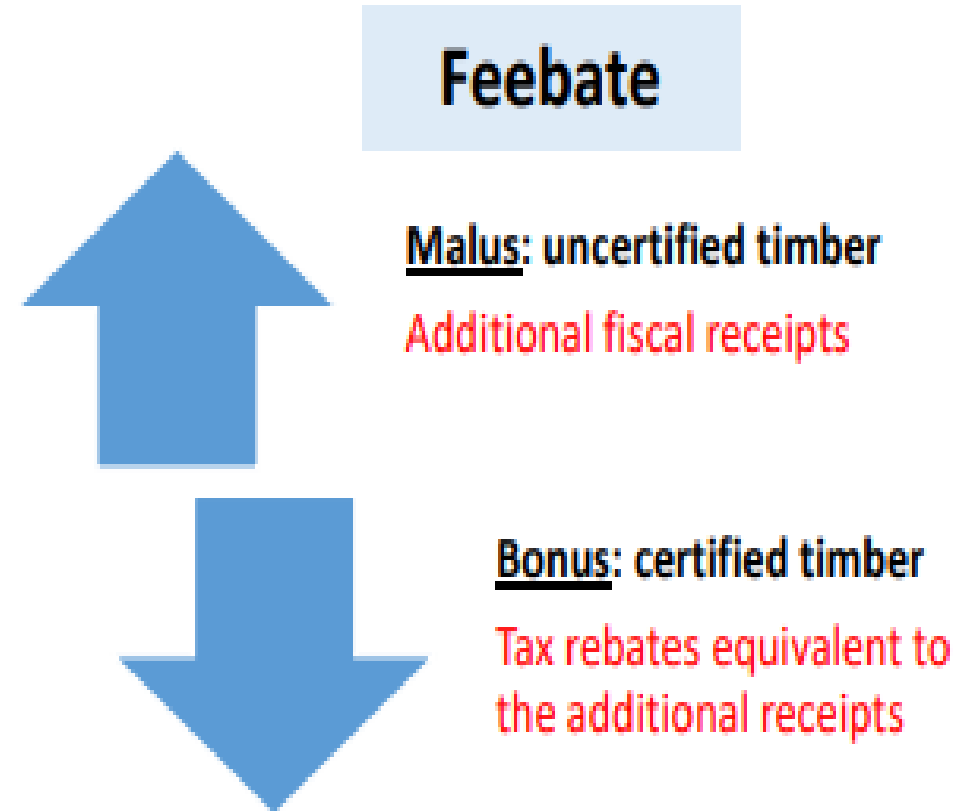 Feebate
Malus: uncertified timber
Additional fiscal receipts
Bonus: certified timber
Tax rebates equivalent to
the additional receipts